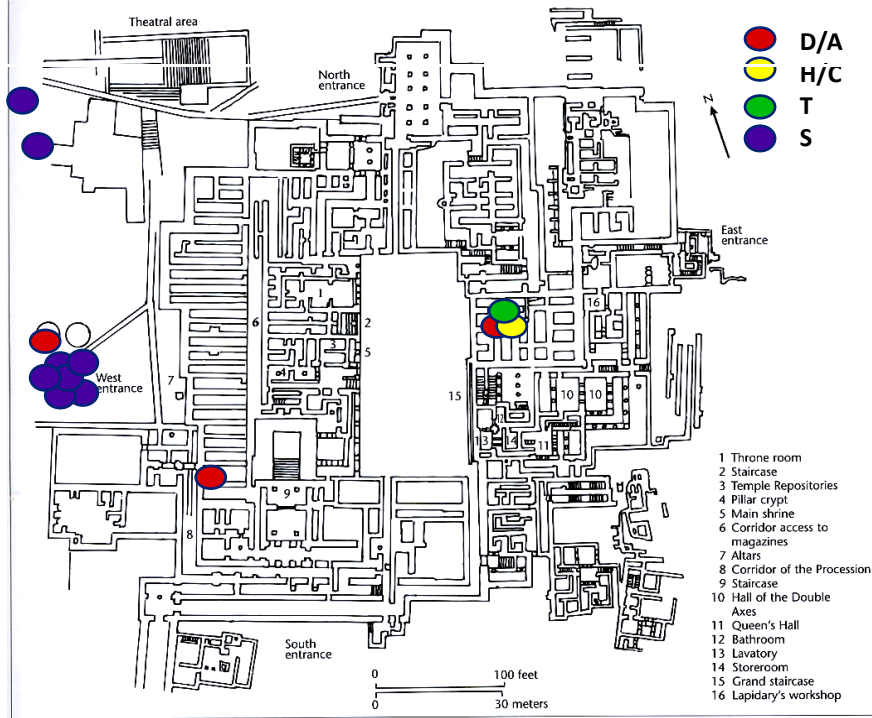 Theatral area
North
entrance
D/A
H/C
T
S
Z
East
entrance
1
16
2
6
3
5
4
West
entrance
7
15
10
10
12
13
14
11
9
8
South
entrance
0 100 feet
0 30 meters
1 Throne room
2 Staircase
3 Temple Repositories
4 Pillar crypt
5 Main shrine
6 Corridor access to
magazines
7 Altars
8 Corridor of the Procession
9 Staircase
10 Hall of the Double
Axes
11 Queen's Hall
12 Bathroom
13 Lavatory
14 Storeroom
15 Grand staircase
16 Lapidary's workshop